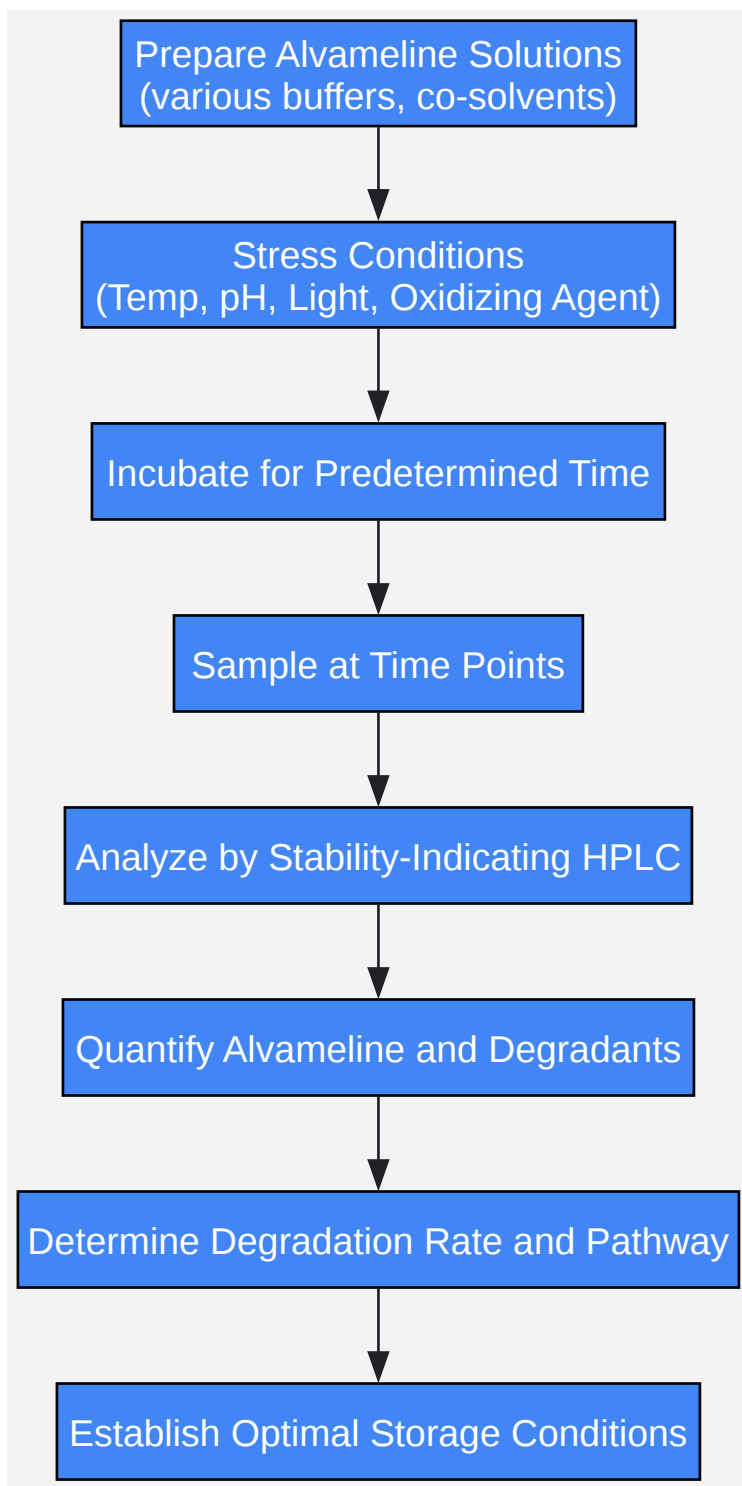 Prepare Alvameline Solutions
(various buffers, co-solvents)
Stress Conditions
(Temp, pH, Light, Oxidizing Agent)
Incubate for Predetermined Time
Sample at Time Points
Analyze by Stability-Indicating HPLC
Quantify Alvameline and Degradants
Determine Degradation Rate and Pathway
Establish Optimal Storage Conditions